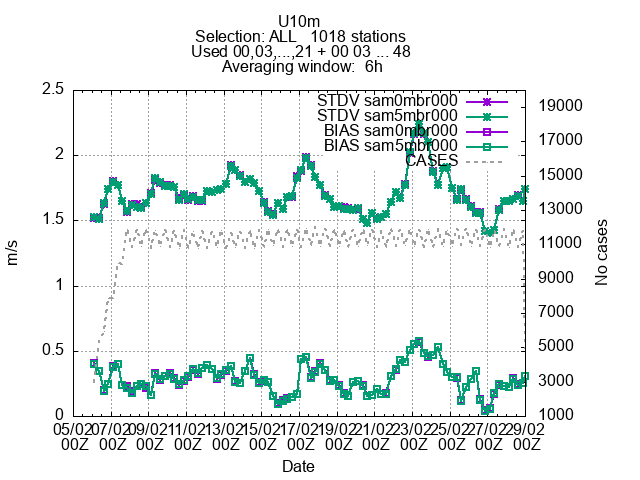 U10m
Selection: ALL   1018 stations
Used 00,03,...,21 + 00 03 ... 48
Averaging window:  6h
STDV sam0mbr000
STDV sam5mbr000
BIAS sam0mbr000
BIAS sam5mbr000
CASES
m/s
2.5
2
1.5
1
0.5
0
No cases
19000
17000
15000
13000
11000
9000
7000
5000
3000
1000
05/02 07/02 09/02 11/02 13/02 15/02 17/02 19/02 21/02 23/02 25/02 27/02 29/02
00Z 00Z 00Z 00Z 00Z 00Z 00Z 00Z 00Z 00Z 00Z 00Z 00Z
Date